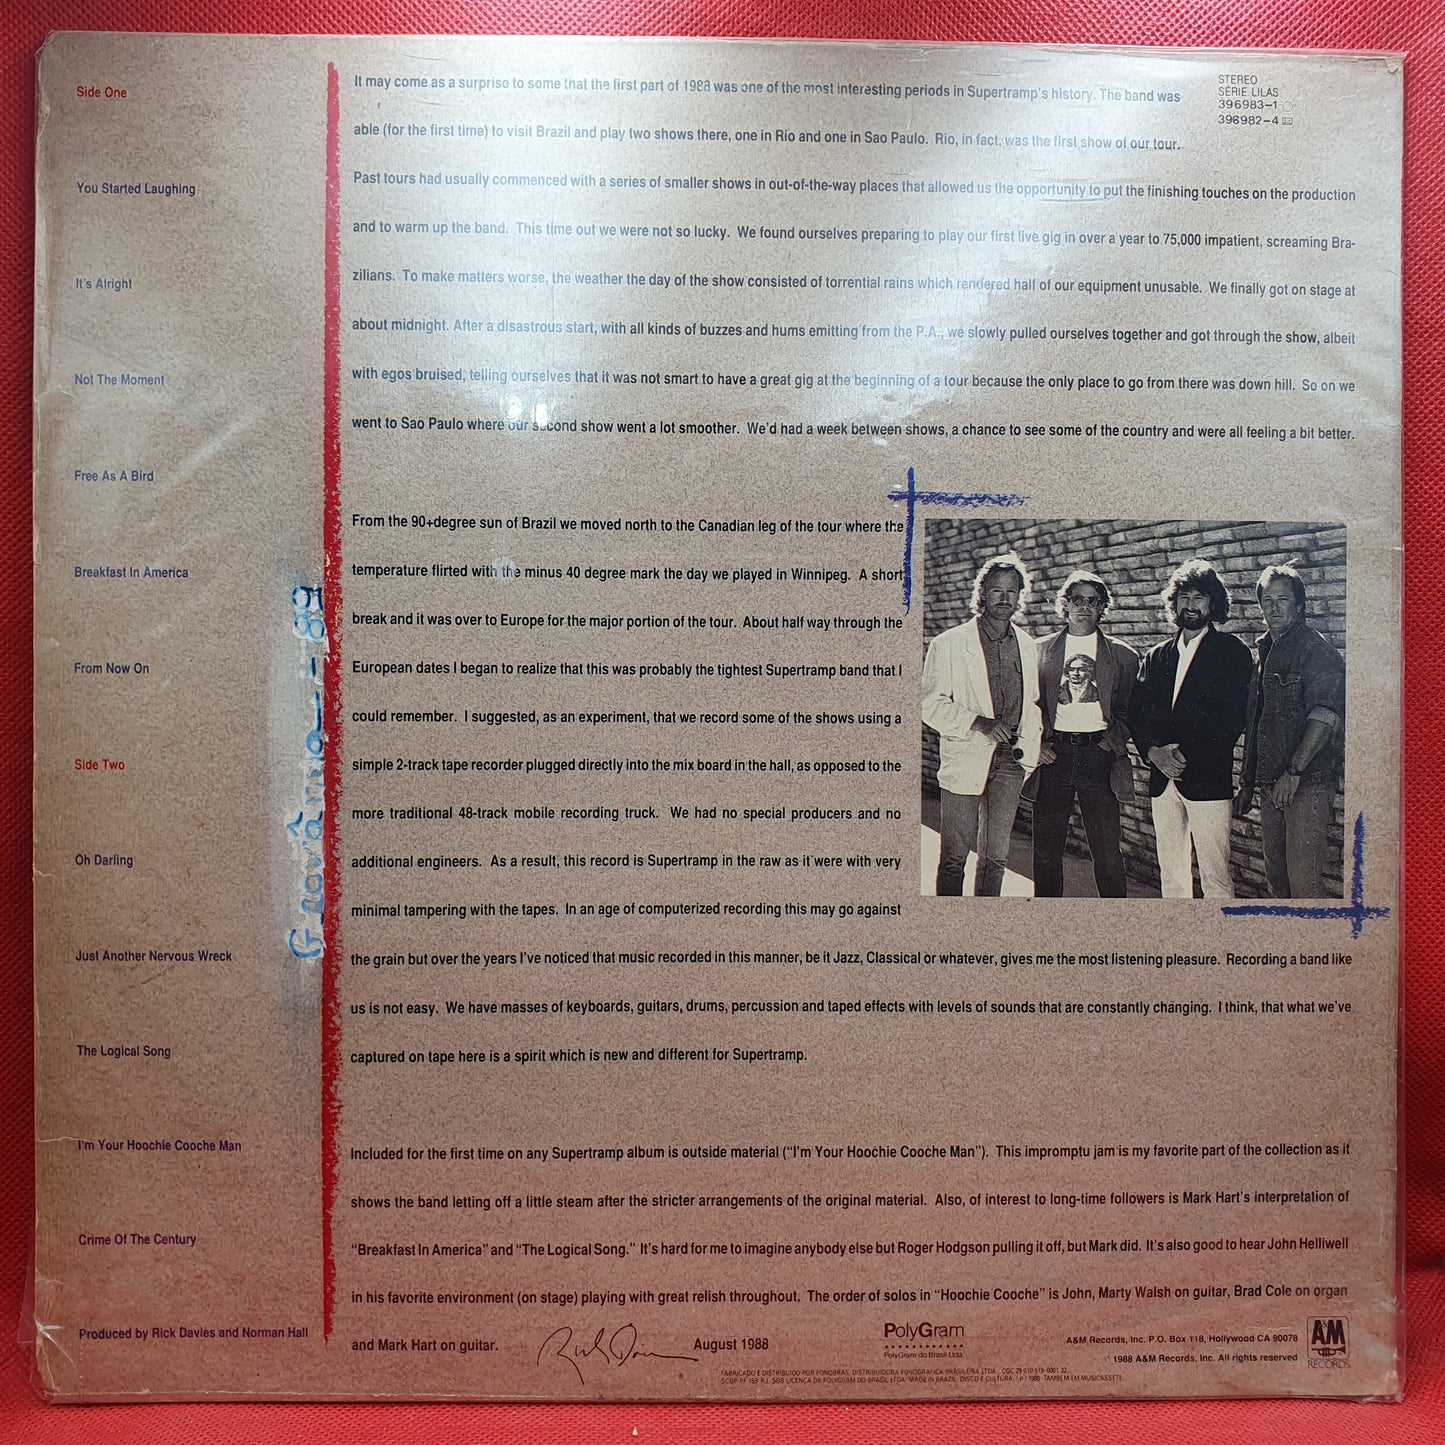 Side One
You Started Laughing
It's Alright
Not The Moment
Free As A Bird
Breakfast In America
From Now On
Side Two
Oh Darling
Just Another Nervous Wreck
The Logical Song
I'm Your Hoochie Cooche Man
Crime Of The Century
Produced by Rick Davies and Norman Hall
It may come as a surprise to some that the first part of 1988 was one of the most interesting periods in Supertramp's history. The band was
able (for the first time) to visit Brazil and play two shows there, one in Rio and one in Sao Paulo. Rio, in fact, was the first show of our tour.
Past tours had usually commenced with a series of smaller shows in out-of-the-way places that allowed us the opportunity to put the finishing touches on the production
and to warm up the band. This time out we were not so lucky. We found ourselves preparing to play our first live gig in over a year to 75,000 impatient, screaming Bra-
zilians. To make matters worse, the weather the day of the show consisted of torrential rains which rendered half of our equipment unusable. We finally got on stage at
about midnight. After a disastrous start, with all kinds of buzzes and hums emitting from the P.A., we slowly pulled ourselves together and got through the show, albeit
with egos bruised, telling ourselves that it was not smart to have a great gig at the beginning of a tour because the only place to go from there was down hill. So on we
went to Sao Paulo where our second show went a lot smoother. We'd had a week between shows, a chance to see some of the country and were all feeling a bit better.
From the 90+degree sun of Brazil we moved north to the Canadian leg of the tour where the
temperature flirted with the minus 40 degree mark the day we played in Winnipeg. A short
break and it was over to Europe for the major portion of the tour. About half way through the
European dates I began to realize that this was probably the tightest Supertramp band that I
could remember. I suggested, as an experiment, that we record some of the shows using a
simple 2-track tape recorder plugged directly into the mix board in the hall, as opposed to the
more traditional 48-track mobile recording truck. We had no special producers and no
additional engineers. As a result, this record is Supertramp in the raw as it were with very
minimal tampering with the tapes. In an age of computerized recording this may go against
the grain but over the years I've noticed that music recorded in this manner, be it Jazz, Classical or whatever, gives me the most listening pleasure. Recording a band like
us is not easy. We have masses of keyboards, guitars, drums, percussion and taped effects with levels of sounds that are constantly changing. I think, that what we've
captured on tape here is a spirit which is new and different for Supertramp.
Included for the first time on any Supertramp album is outside material ("I'm Your Hoochie Cooche Man"). This impromptu jam is my favorite part of the collection as it
shows the band letting off a little steam after the stricter arrangements of the original material. Also, of interest to long-time followers is Mark Hart's interpretation of
"Breakfast In America" and "The Logical Song." It's hard for me to imagine anybody else but Roger Hodgson pulling it off, but Mark did. It's also good to hear John Helliwell
in his favorite environment (on stage) playing with great relish throughout. The order of solos in "Hoochie Cooche" is John, Marty Walsh on guitar, Brad Cole on organ
and Mark Hart on guitar. August 1988
STEREO
SÉRIE LILÁS
396983-1
396982-4
PolyGram
PolyGram do Brasil Ltda
A&M Records, Inc. P.O. Box 118, Hollywood CA 90078
1988 A&M Records, Inc. All rights reserved
A&M
RECORDS
FABRICADO E DISTRIBUIDO POR FONOBRAS, DISTRIBUIDORA FONOGRAFICA BRASILEIRA LTDA.
LICENCA DA POLYGRAM DO BRASIL LTDA. MADE IN BRAZIL. DISCO É CULTURA. TAMBEM EM MUSICASSETE.